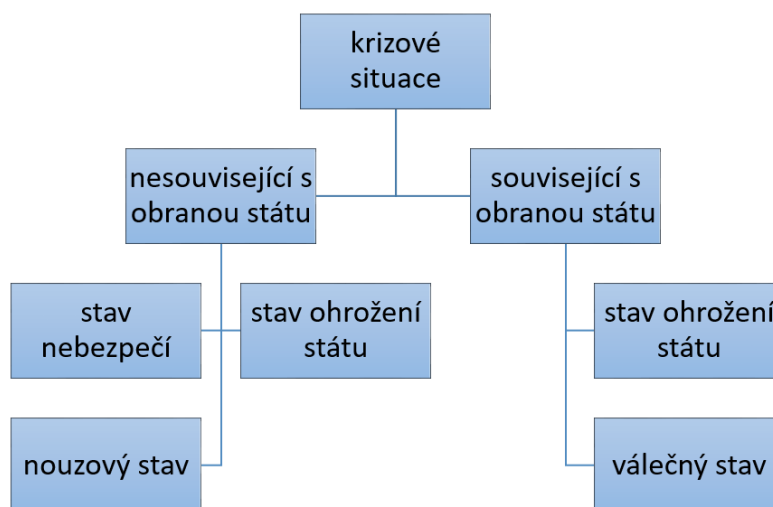 krizové
situace
nesouvisející s
obranou státu
související s
obranou státu
stav
nebezpečí
stav ohrožení
státu
stav ohrožení
státu
nouzový stav
válečný stav